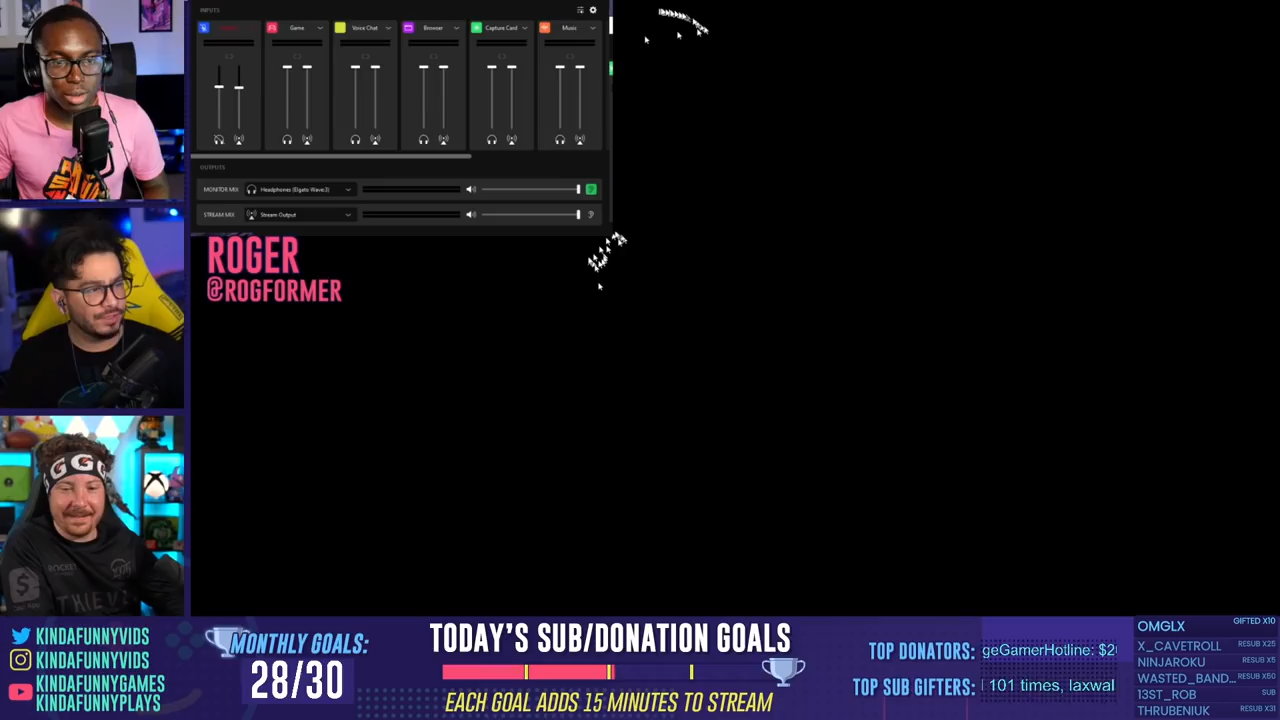 INPUTS
Game
Voice Chat
Browser
Capture Card
Music
OUTPUTS
MONITOR MIX
Headphones (Elgato Wave:3)
STREAM MIX
Stream Output
ROGER
@ROGFORMER
GGG
THIEV
KINDAFUNNYVIDS
KINDAFUNNYVIDS
KINDAFUNNYGAMES
KINDAFUNNYPLAYS
MONTHLY GOALS:
28/30
TODAY'S SUB/DONATION GOALS
EACH GOAL ADDS 15 MINUTES TO STREAM
TOP DONATORS:
geGamerHotline: $2
TOP SUB GIFTERS:
101 times, laxwal
OMGLX GIFTED X10
X_CAVETROLL RESUB X25
NINJAROKU RESUB X5
WASTED_BAND... RESUB X60
13ST_ROB SUB
THRUBENIUK RESUB X31